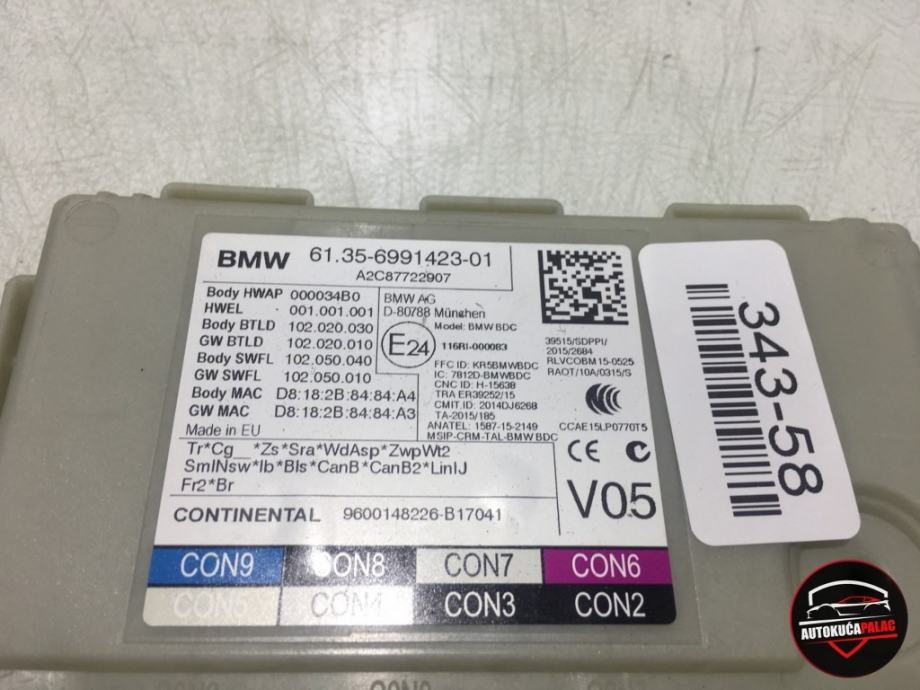 BMW 61.35-6991423-01
A2C87722907
Body HWAP 000034B0
HWEL 001.001.001
Body BTLD 102.020.030
GW BTLD 102.020.010
Body SWFL 102.050.040
GW SWFL 102.050.010
Body MAC D8:18:2B:84:84:A4
GW MAC D8:18:2B:84:84:A3
Made in EU
BMW AG
D-80788 München
Model: BMW BDC
E24
116RI-000083
FFC ID: KR5BMWBDC
IC: 7812D-BMWBDC
CNC ID: H-15638
TRA ER39252/15
CMIT.ID: 2014DJ6268
TA-2015/185
ANATEL: 1587-15-2149
MSIP-CRM-TAL-BMW BDC
39515/SDPPI/
2015/2684
RLVCOBM15-0525
RAOT/10A/0315/S
CCAE15LP0770T5
CE
V05
Tr*Cg__*Zs*Sra*WdAsp*ZwpWt2
SmlNsw*Ib*Bls*CanB*CanB2*LinIJ
Fr2*Br
CONTINENTAL 9600148226-B17041
CON9 CON8 CON7 CON6
CON5 CON4 CON3 CON2
343-58
AUTOKUĆAPALAC